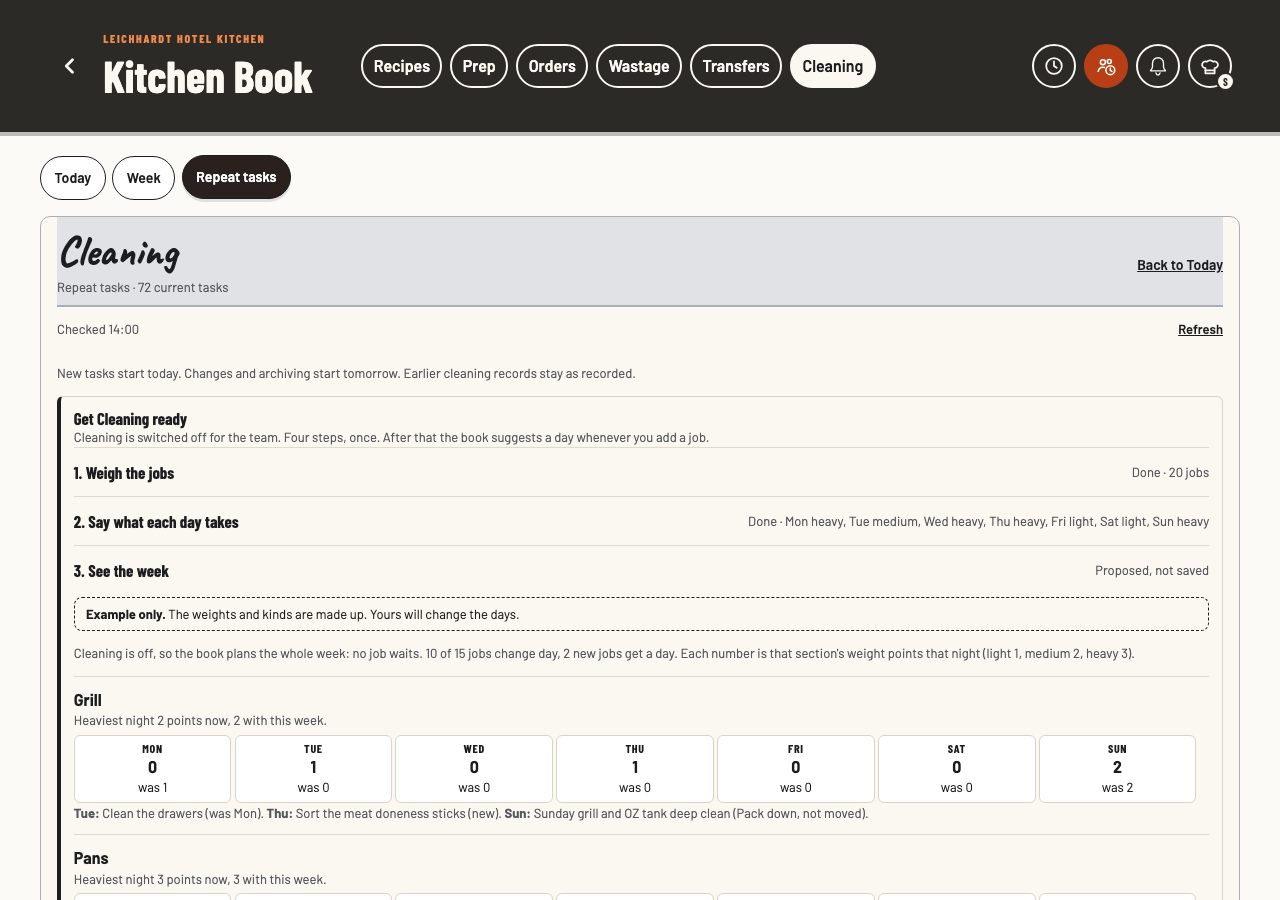 LEICHHARDT HOTEL KITCHEN
Kitchen Book
Recipes
Prep
Orders
Wastage
Transfers
Cleaning
S
Today
Week
Repeat tasks
Cleaning
Back to Today
Repeat tasks · 72 current tasks
Checked 14:00
Refresh
New tasks start today. Changes and archiving start tomorrow. Earlier cleaning records stay as recorded.
Get Cleaning ready
Cleaning is switched off for the team. Four steps, once. After that the book suggests a day whenever you add a job.
1. Weigh the jobs
Done · 20 jobs
2. Say what each day takes
Done · Mon heavy, Tue medium, Wed heavy, Thu heavy, Fri light, Sat light, Sun heavy
3. See the week
Proposed, not saved
Example only. The weights and kinds are made up. Yours will change the days.
Cleaning is off, so the book plans the whole week: no job waits. 10 of 15 jobs change day, 2 new jobs get a day. Each number is that section's weight points that night (light 1, medium 2, heavy 3).
Grill
Heaviest night 2 points now, 2 with this week.
MON
0
was 1
TUE
1
was 0
WED
0
was 0
THU
1
was 0
FRI
0
was 0
SAT
0
was 0
SUN
2
was 2
Tue: Clean the drawers (was Mon). Thu: Sort the meat doneness sticks (new). Sun: Sunday grill and OZ tank deep clean (Pack down, not moved).
Pans
Heaviest night 3 points now, 3 with this week.